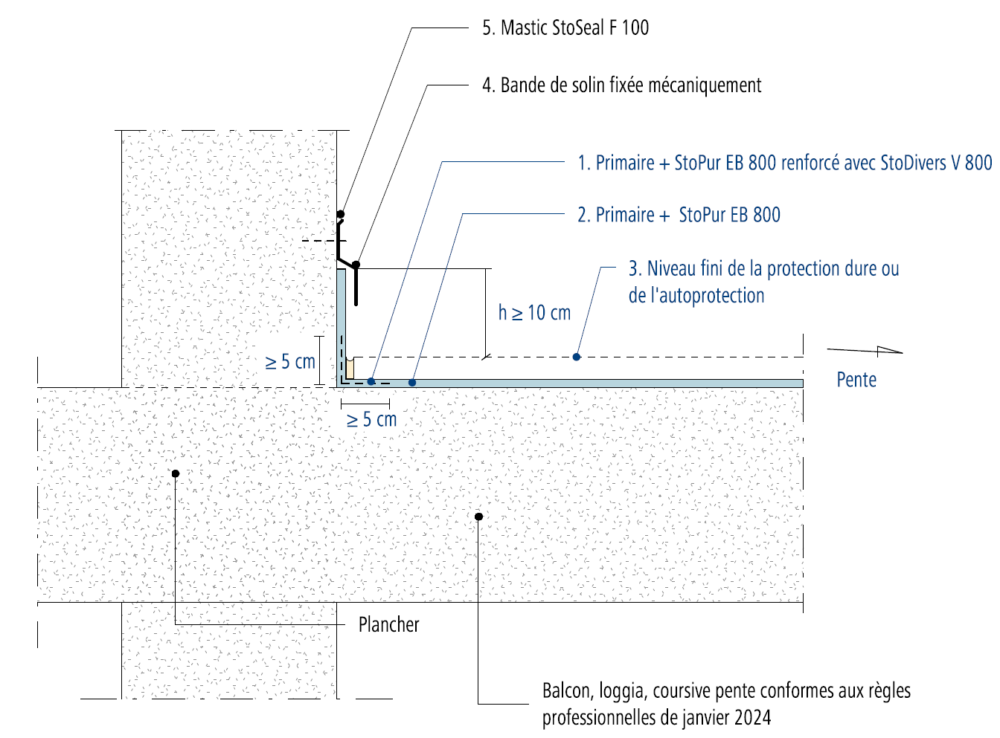 5. Mastic StoSeal F 100
4. Bande de solin fixée mécaniquement
1. Primaire + StoPur EB 800 renforcé avec StoDivers V 800
2. Primaire + StoPur EB 800
3. Niveau fini de la protection dure ou
de l'autoprotection
h ≥ 10 cm
≥ 5 cm
Pente
≥ 5 cm
Plancher
Balcon, loggia, coursive pente conformes aux règles
professionnelles de janvier 2024